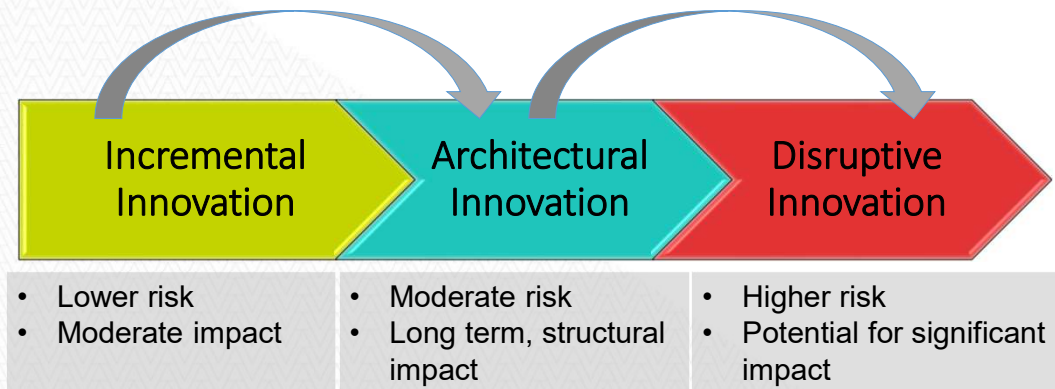 Incremental
Innovation
Architectural
Innovation
Disruptive
Innovation
• Lower risk
• Moderate impact
• Moderate risk
• Long term, structural
impact
• Higher risk
• Potential for significant
impact